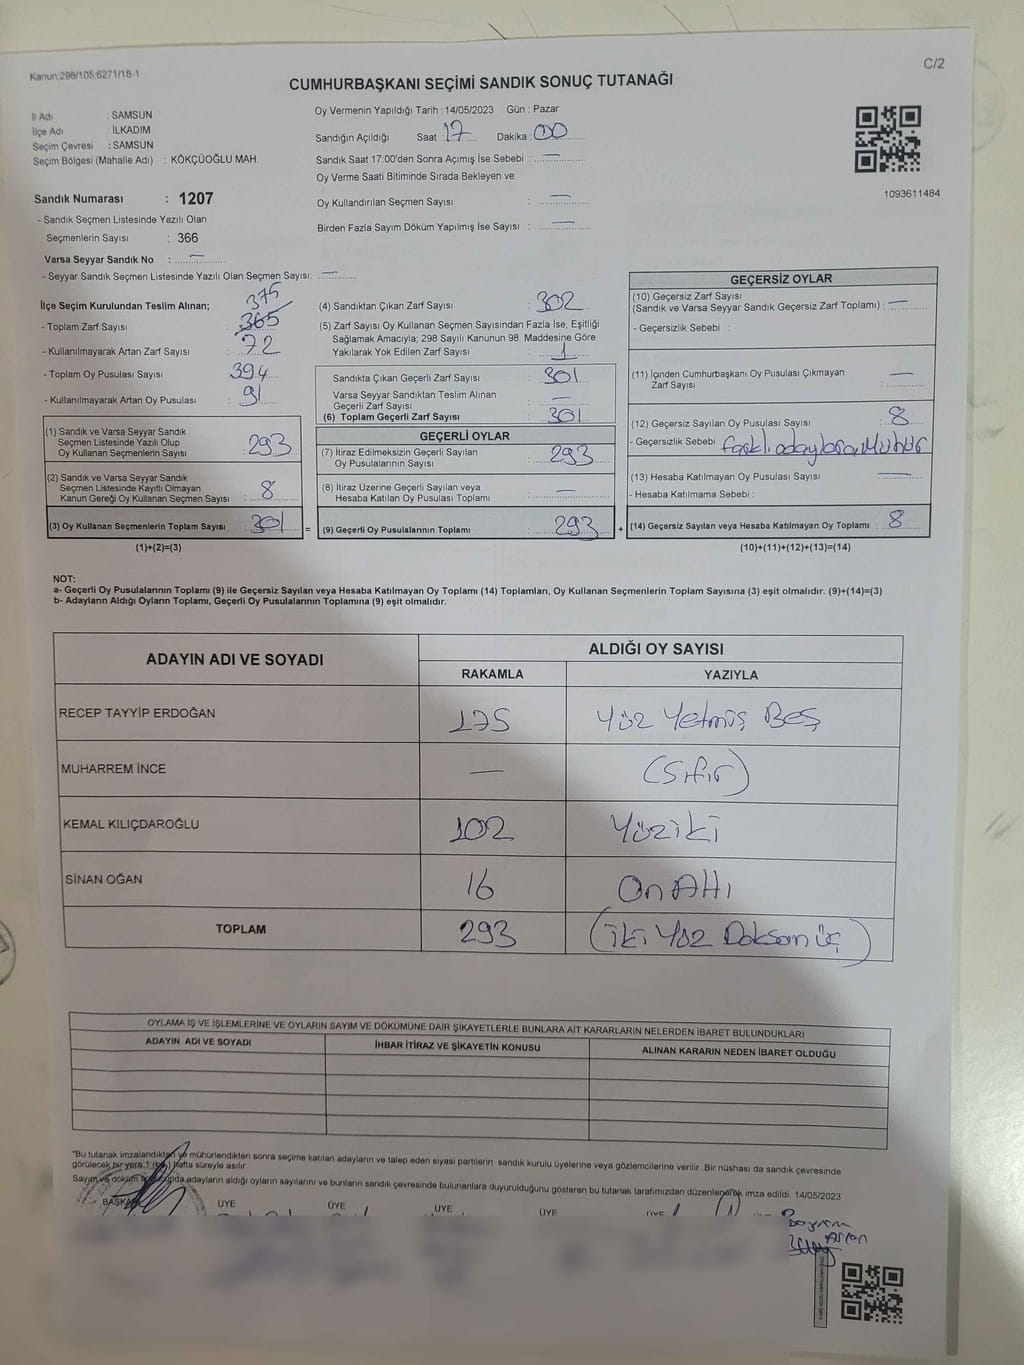 Kanun,298/105,6271/18-1
C/2
CUMHURBAŞKANI SEÇİMİ SANDIK SONUÇ TUTANAĞI
İl Adı : SAMSUN
İlçe Adı : İLKADIM
Seçim Çevresi : SAMSUN
Seçim Bölgesi (Mahalle Adı) : KÖKÇÜOĞLU MAH.
Oy Vermenin Yapıldığı Tarih :14/05/2023 Gün : Pazar
Sandığın Açıldığı Saat : 17 Dakika : 00
Sandık Saat 17:00'den Sonra Açımış İse Sebebi : —
Oy Verme Saati Bitiminde Sırada Bekleyen ve
Oy Kullandırılan Seçmen Sayısı : —
Birden Fazla Sayım Döküm Yapılmış İse Sayısı : —
1093611484
Sandık Numarası : 1207
- Sandık Seçmen Listesinde Yazılı Olan
Seçmenlerin Sayısı : 366
Varsa Seyyar Sandık No : —
- Seyyar Sandık Seçmen Listesinde Yazılı Olan Seçmen Sayısı: —
İlçe Seçim Kurulundan Teslim Alınan; 375
- Toplam Zarf Sayısı : 365
- Kullanılmayarak Artan Zarf Sayısı : 72
- Toplam Oy Pusulası Sayısı : 394
- Kullanılmayarak Artan Oy Pusulası : 91
(1) Sandık ve Varsa Seyyar Sandık
Seçmen Listesinde Yazılı Olup
Oy Kullanan Seçmenlerin Sayısı : 293
(2) Sandık ve Varsa Seyyar Sandık
Seçmen Listesinde Kayıtlı Olmayan
Kanun Gereği Oy Kullanan Seçmen Sayısı : 8
(3) Oy Kullanan Seçmenlerin Toplam Sayısı : 301 =
(1)+(2)=(3)
(4) Sandıktan Çıkan Zarf Sayısı : 302
(5) Zarf Sayısı Oy Kullanan Seçmen Sayısından Fazla İse, Eşitliği
Sağlamak Amacıyla; 298 Sayılı Kanunun 98. Maddesine Göre
Yakılarak Yok Edilen Zarf Sayısı : 1
Sandıkta Çıkan Geçerli Zarf Sayısı : 301
Varsa Seyyar Sandıktan Teslim Alınan
Geçerli Zarf Sayısı : —
(6) Toplam Geçerli Zarf Sayısı : 301
GEÇERLİ OYLAR
(7) İtiraz Edilmeksizin Geçerli Sayılan
Oy Pusulalarının Sayısı : 293
(8) İtiraz Üzerine Geçerli Sayılan veya
Hesaba Katılan Oy Pusulası Toplamı : —
(9) Geçerli Oy Pusulalarının Toplamı : 293 +
GEÇERSİZ OYLAR
(10) Geçersiz Zarf Sayısı
(Sandık ve Varsa Seyyar Sandık Geçersiz Zarf Toplamı) : —
- Geçersizlik Sebebi :
(11) İçinden Cumhurbaşkanı Oy Pusulası Çıkmayan
Zarf Sayısı : —
(12) Geçersiz Sayılan Oy Pusulası Sayısı : 8
- Geçersizlik Sebebi : farklı adaylara Mühür
(13) Hesaba Katılmayan Oy Pusulası Sayısı : —
- Hesaba Katılmama Sebebi :
(14) Geçersiz Sayılan veya Hesaba Katılmayan Oy Toplamı : 8
(10)+(11)+(12)+(13)=(14)
NOT:
a- Geçerli Oy Pusulalarının Toplamı (9) ile Geçersiz Sayılan veya Hesaba Katılmayan Oy Toplamı (14) Toplamları, Oy Kullanan Seçmenlerin Toplam Sayısına (3) eşit olmalıdır. (9)+(14)=(3)
b- Adayların Aldığı Oyların Toplamı, Geçerli Oy Pusulalarının Toplamına (9) eşit olmalıdır.
ADAYIN ADI VE SOYADI
ALDIĞI OY SAYISI
RAKAMLA YAZIYLA
RECEP TAYYİP ERDOĞAN 175 Yüz Yetmiş Beş
MUHARREM İNCE — (Sıfır)
KEMAL KILIÇDAROĞLU 102 Yüziki
SİNAN OĞAN 16 On Altı
TOPLAM 293 (İki Yüz Doksan üç)
OYLAMA İŞ VE İŞLEMLERİNE VE OYLARIN SAYIM VE DÖKÜMÜNE DAİR ŞİKAYETLERLE BUNLARA AİT KARARLARIN NELERDEN İBARET BULUNDUKLARI
ADAYIN ADI VE SOYADI İHBAR İTİRAZ VE ŞİKAYETİN KONUSU ALINAN KARARIN NEDEN İBARET OLDUĞU
"Bu tutanak imzalandıktan ve mühürlendikten sonra seçime katılan adayların ve talep eden siyasi partilerin sandık kurulu üyelerine veya gözlemcilerine verilir .Bir nüshası da sandık çevresinde
görülecek bir yere 1 hafta süreyle asılır.
Sayım ve döküm adayların aldığı oyların sayılarını ve bunların sandık çevresinde bulunanlara duyurulduğunu gösteren bu tutanak tarafımızdan düzenlenerek imza edildi. 14/05/2023
BAŞKAN ÜYE ÜYE ÜYE ÜYE ÜYE
Bayram
Aslan